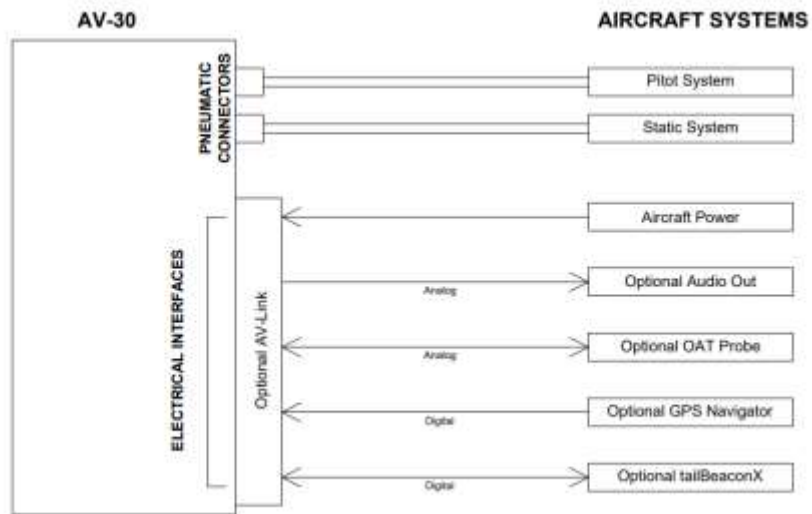 AV-30
AIRCRAFT SYSTEMS
PNEUMATIC
CONNECTORS
Pitot System
Static System
ELECTRICAL INTERFACES
Optional AV-Link
Aircraft Power
Optional Audio Out
Analog
Optional OAT Probe
Analog
Optional GPS Navigator
Digital
Optional tailBeaconX
Digital